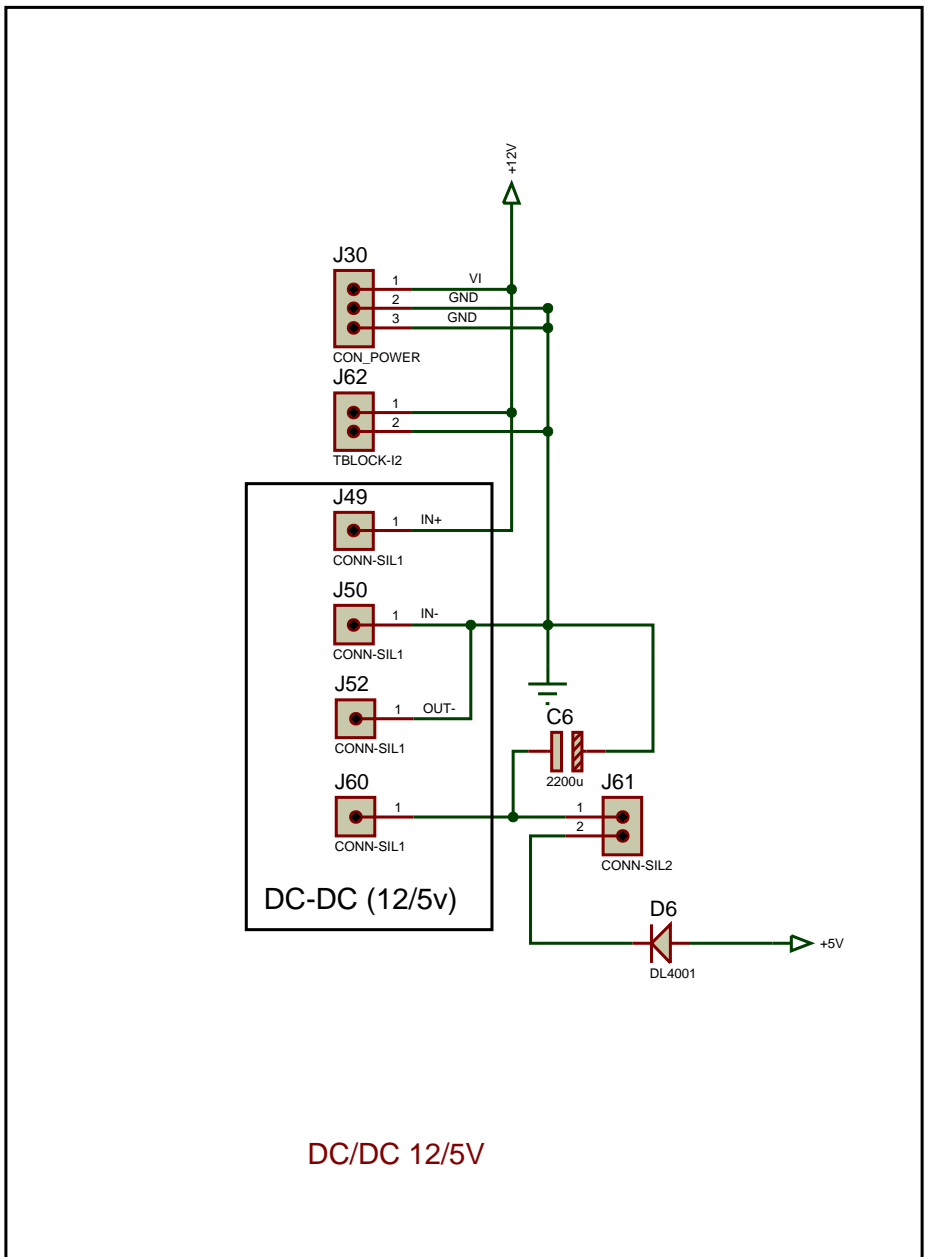 +12V
J30
1 VI
2 GND
3 GND
CON_POWER
J62
1
2
TBLOCK-I2
J49
1 IN+
CONN-SIL1
J50
1 IN-
CONN-SIL1
J52
1 OUT-
CONN-SIL1
C6
2200u
J60
1
CONN-SIL1
J61
1
2
CONN-SIL2
DC-DC (12/5v)
D6
+5V
DL4001
DC/DC 12/5V